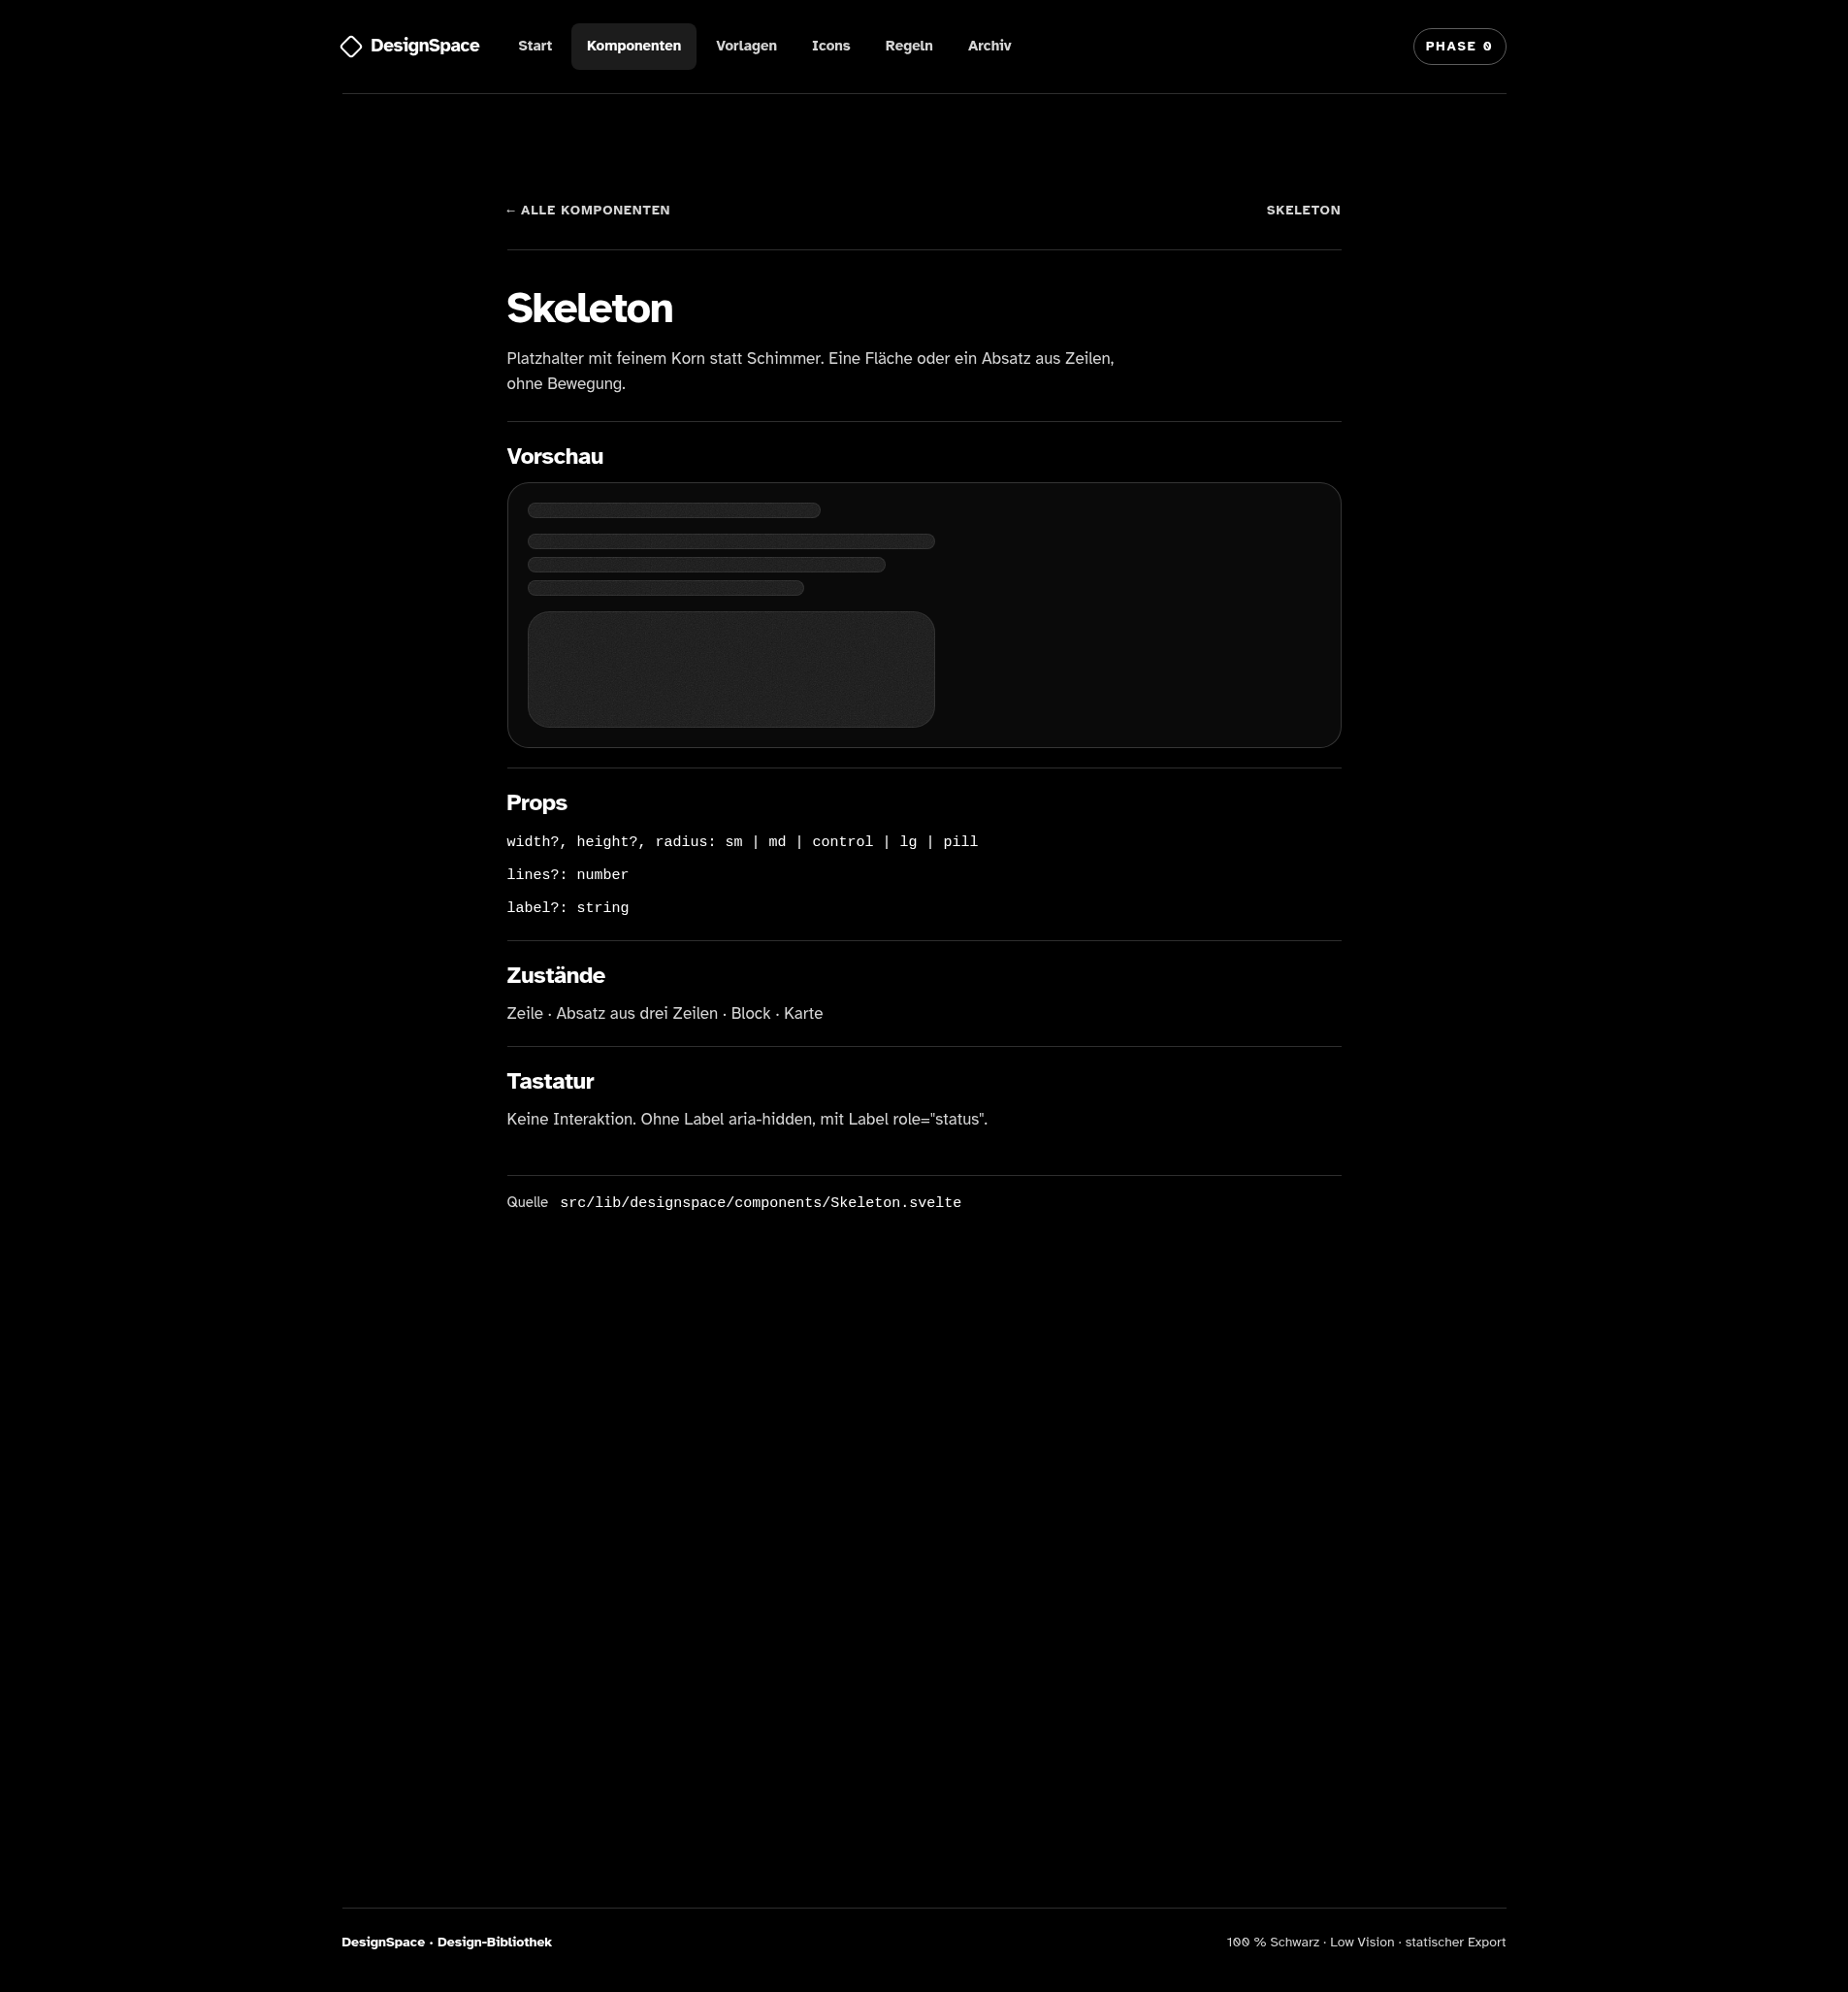 DesignSpace Start Komponenten Vorlagen Icons Regeln Archiv PHASE 0
← ALLE KOMPONENTEN SKELETON
Skeleton
Platzhalter mit feinem Korn statt Schimmer. Eine Fläche oder ein Absatz aus Zeilen,
ohne Bewegung.
Vorschau
Props
width?, height?, radius: sm | md | control | lg | pill
lines?: number
label?: string
Zustände
Zeile · Absatz aus drei Zeilen · Block · Karte
Tastatur
Keine Interaktion. Ohne Label aria-hidden, mit Label role="status".
Quelle src/lib/designspace/components/Skeleton.svelte
DesignSpace · Design-Bibliothek 100 % Schwarz · Low Vision · statischer Export